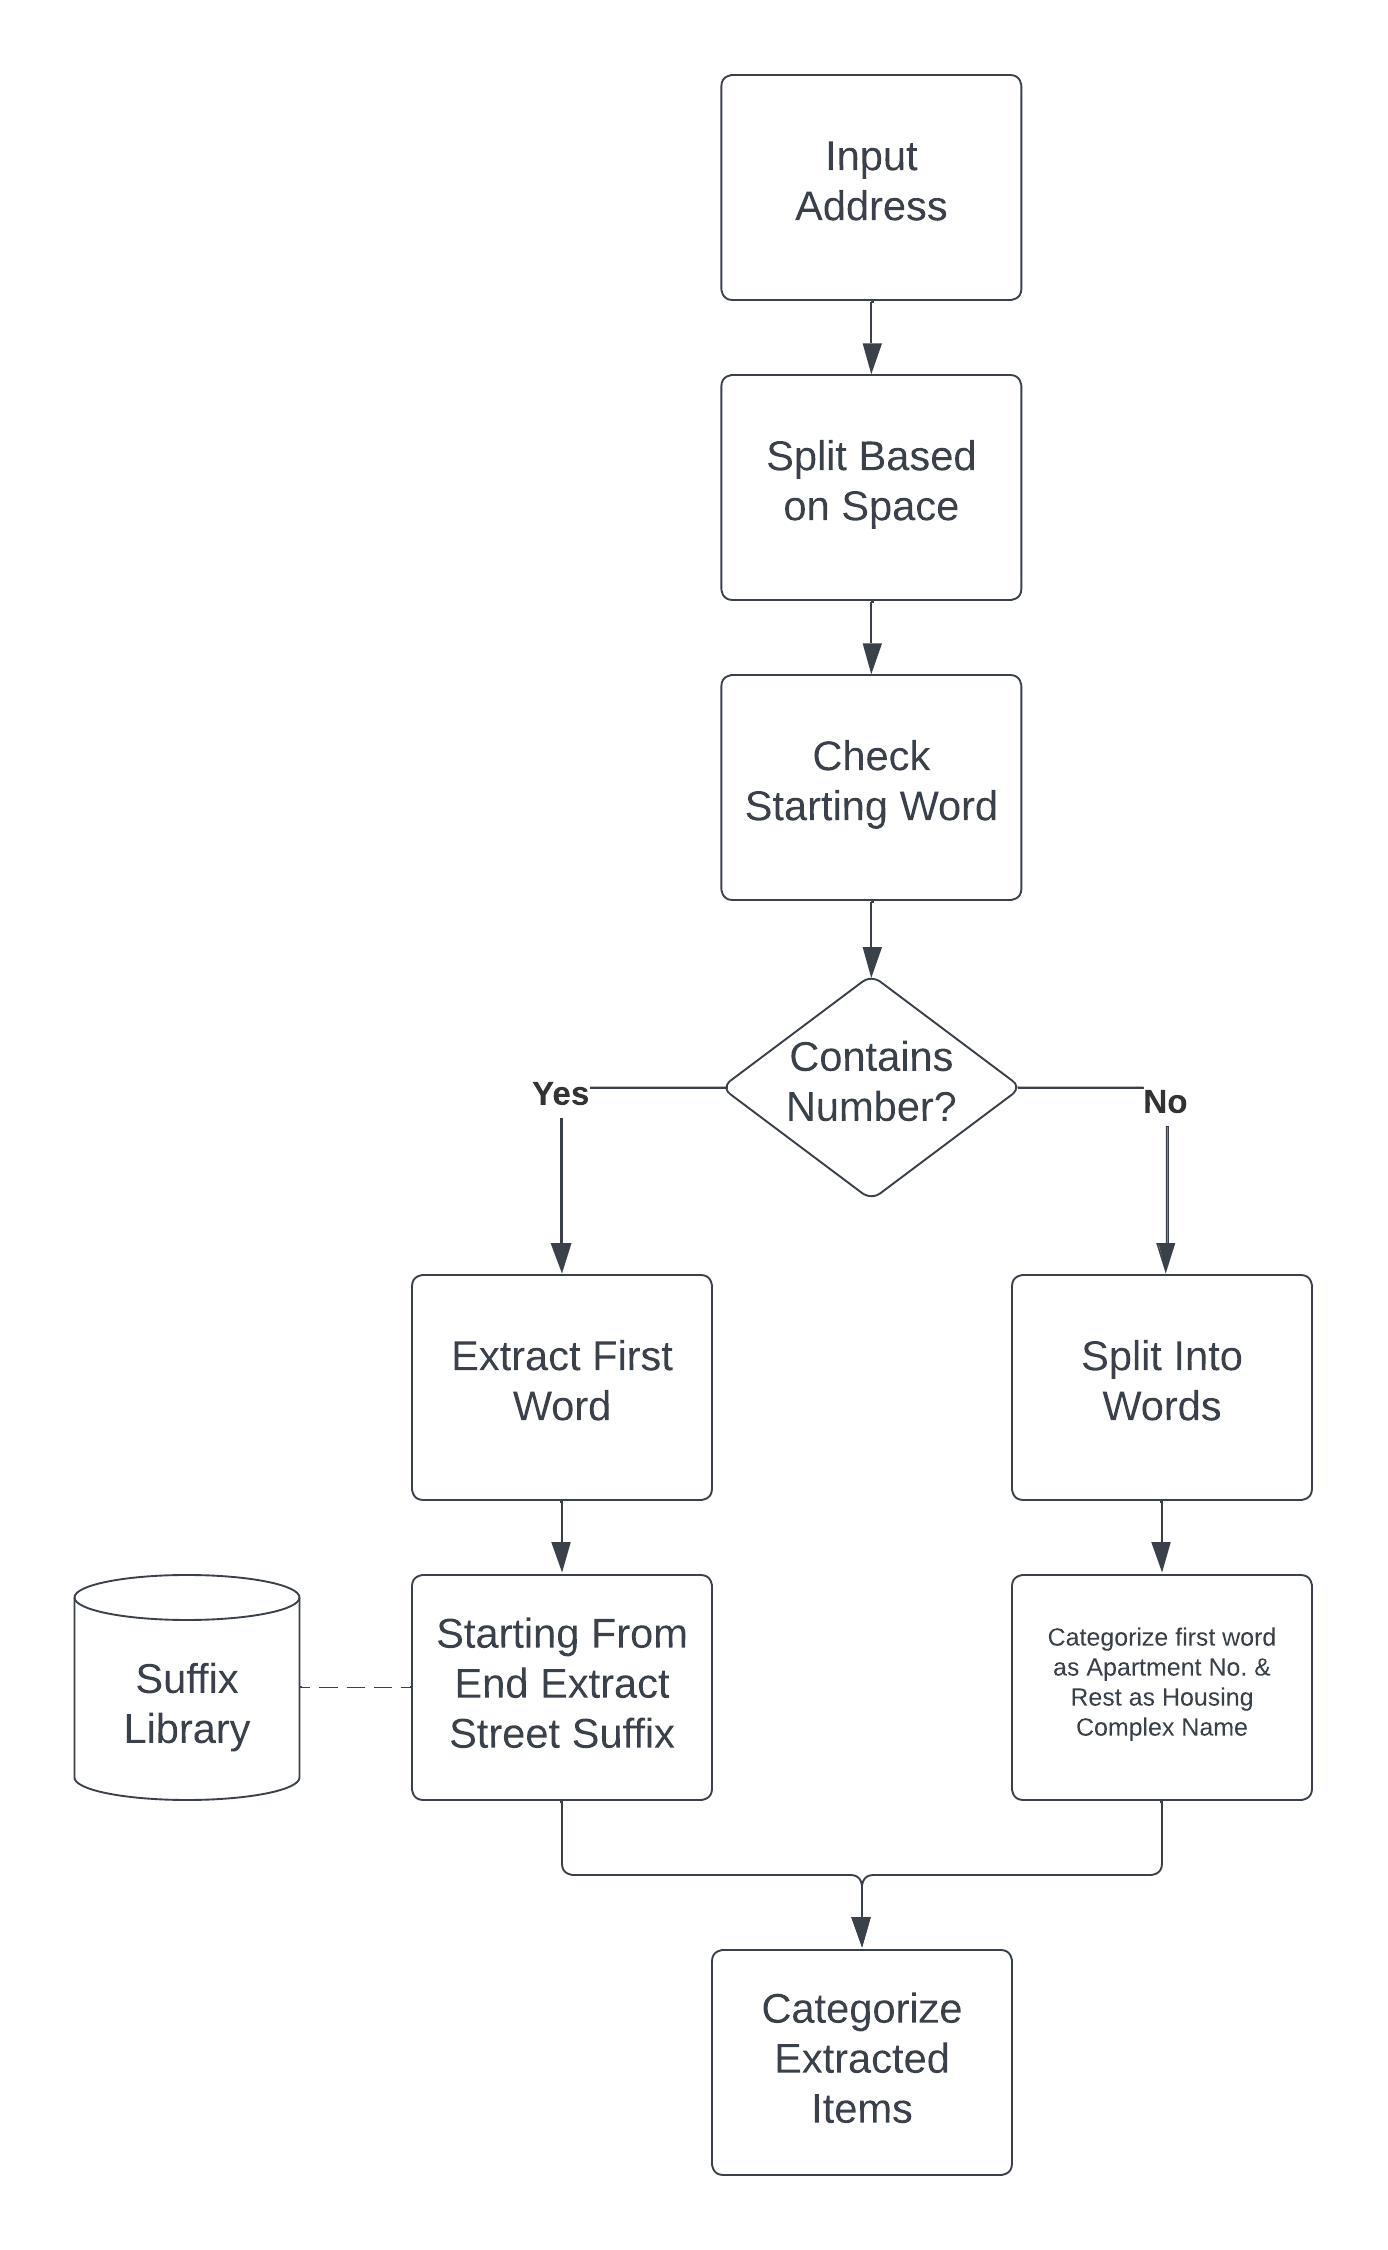 Input
Address
Split Based
on Space
Check
Starting Word
Contains
Number?
Yes
No
Extract First
Word
Split Into
Words
Suffix
Library
Starting From
End Extract
Street Suffix
Categorize first word
as Apartment No. &
Rest as Housing
Complex Name
Categorize
Extracted
Items